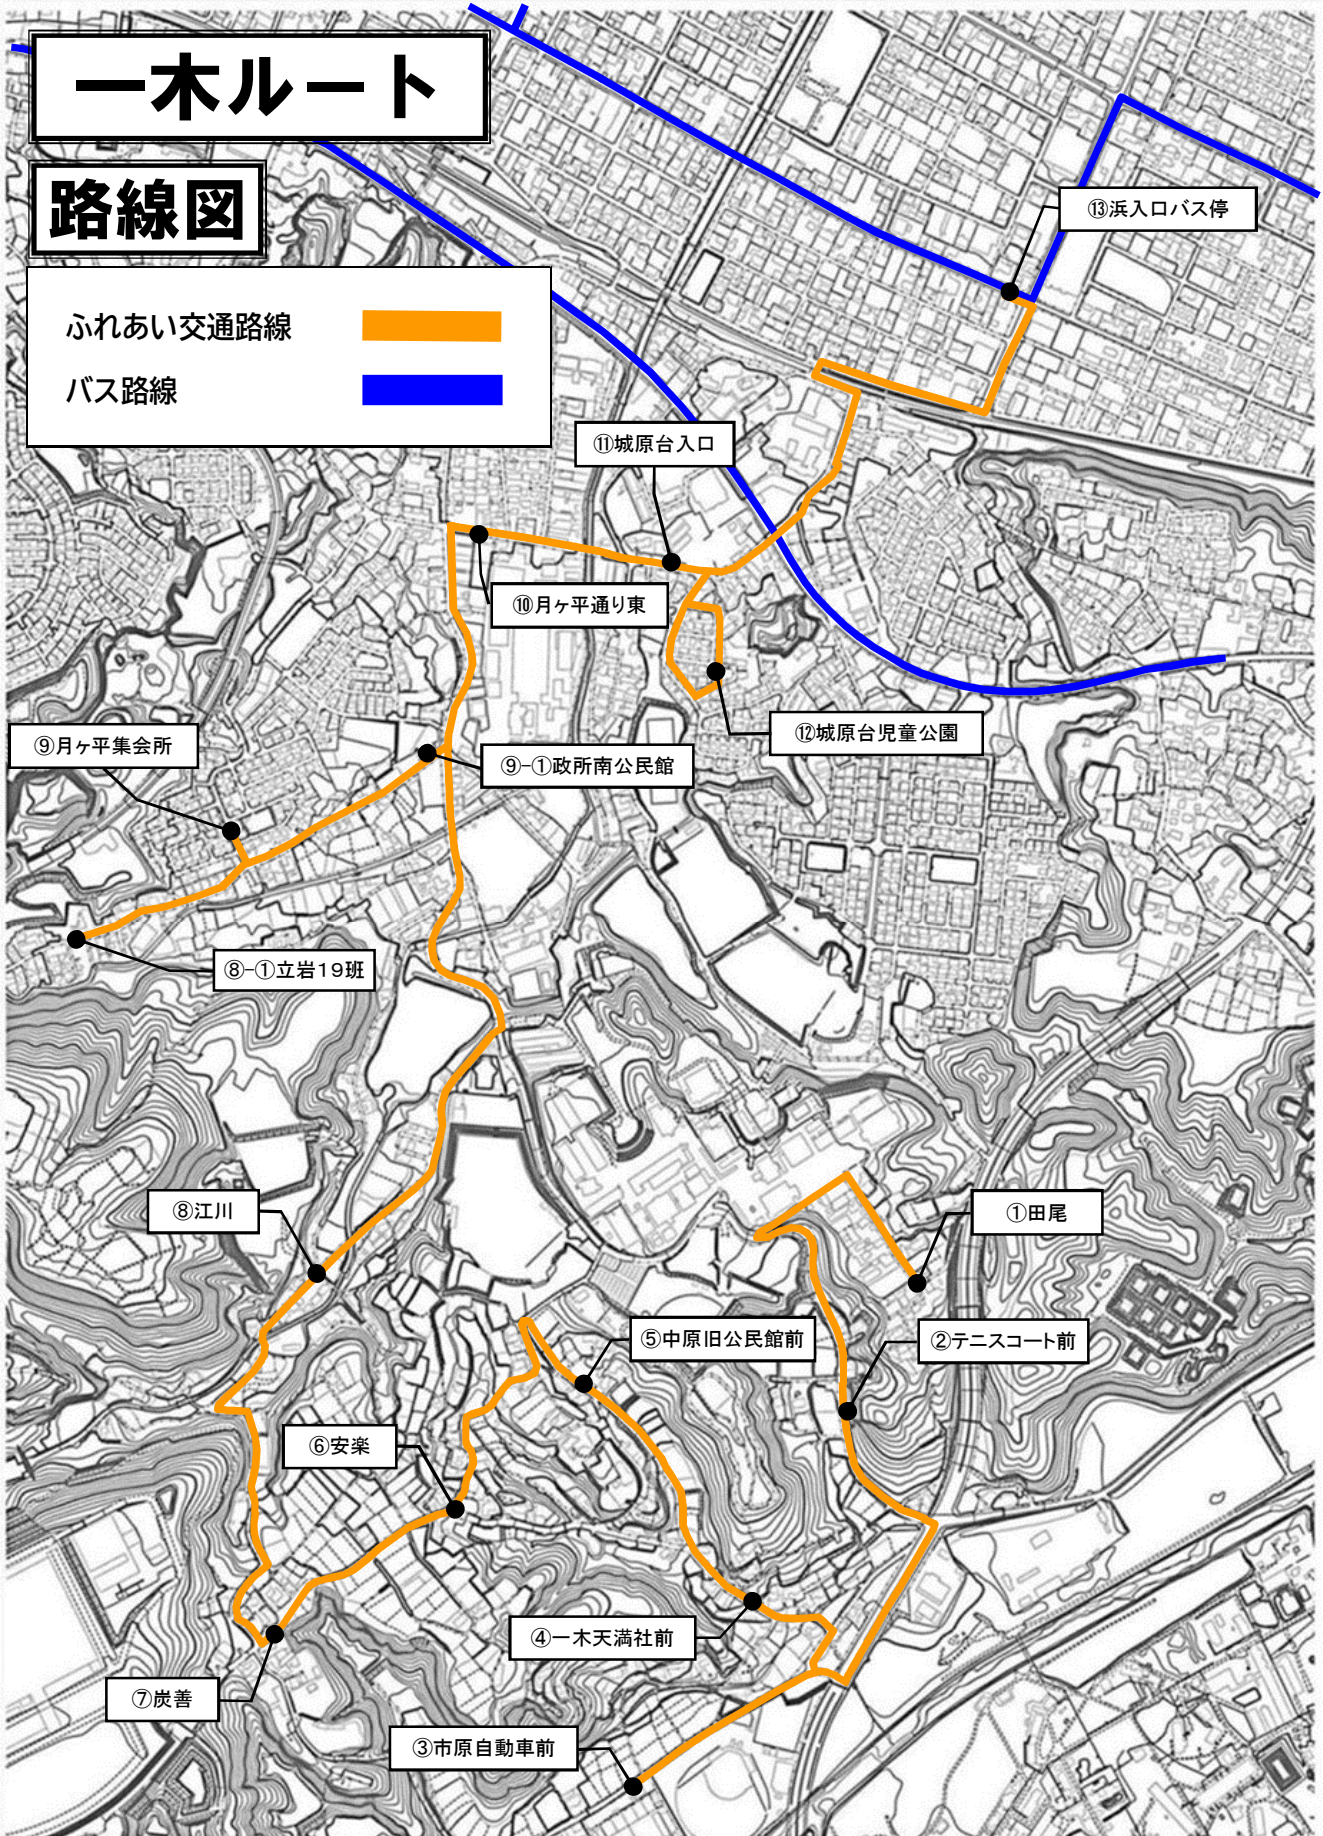 一木ルート
路線図
ふれあい交通路線
バス路線
⑬浜入口バス停
⑪城原台入口
⑩月ヶ平通り東
⑫城原台児童公園
⑨月ヶ平集会所
⑨-①政所南公民館
⑧-①立岩19班
⑧江川
①田尾
⑤中原旧公民館前
②テニスコート前
⑥安楽
④一木天満社前
⑦炭善
③市原自動車前